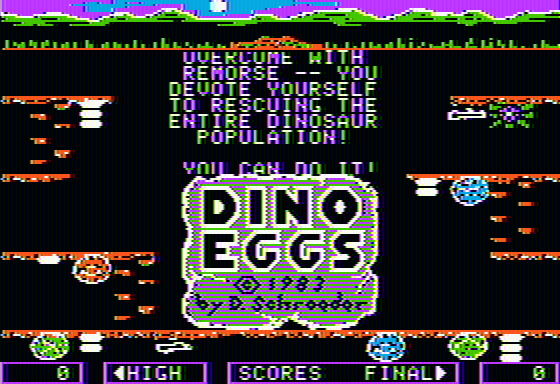 OVERCOME WITH
REMORSE -- YOU
DEVOTE YOURSELF
TO RESCUING THE
ENTIRE DINOSAUR
POPULATION!
YOU CAN DO IT!
DINO
EGGS
© 1983
by D. Schroeder
0 HIGH SCORES FINAL 0